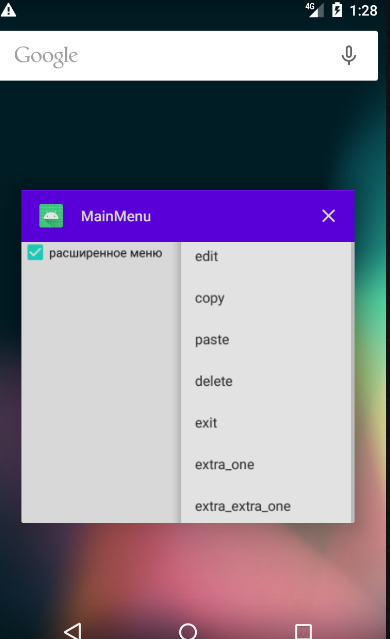 4G 1:28
Google
MainMenu
расширенное меню
edit
copy
paste
delete
exit
extra_one
extra_extra_one